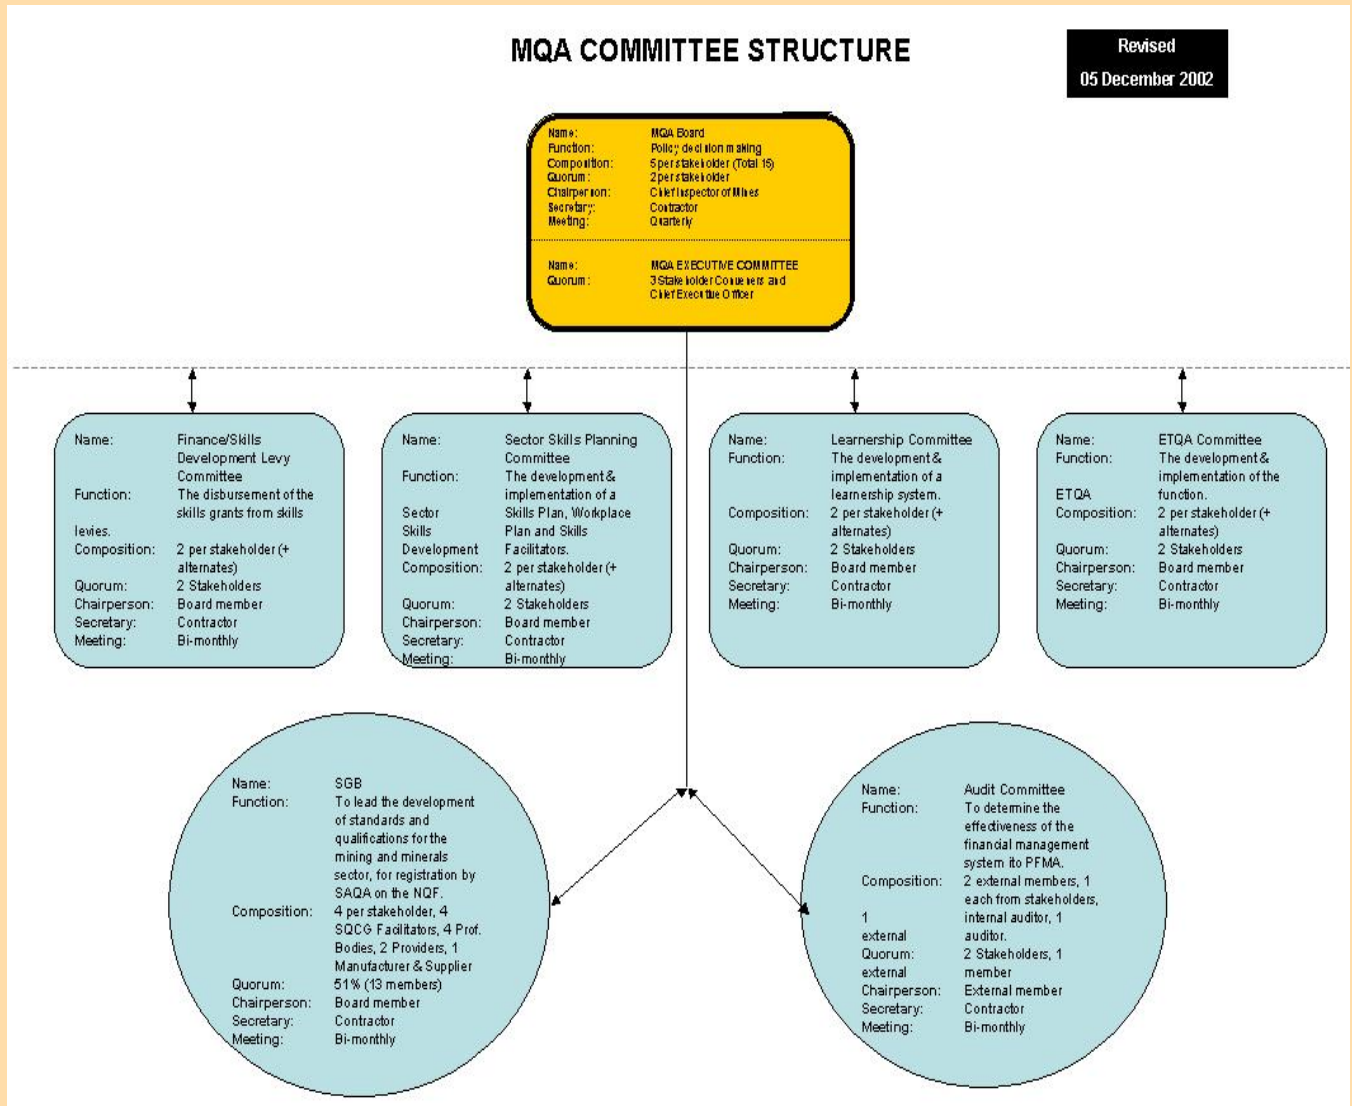 MQA COMMITTEE STRUCTURE
Revised
05 December 2002
Name: MQA Board
Function: Policy decision making
Composition: 5 per stakeholder (Total 15)
Quorum: 2 per stakeholder
Chairperson: Chief Inspector of Mines
Secretary: Contractor
Meeting: Quarterly
Name: MQA EXECUTIVE COMMITTEE
Quorum: 3 Stakeholder Conveners and
Chief Executive Officer
Name: Finance/Skills
Development Levy
Committee
Function: The disbursement of the
skills grants from skills
levies.
Composition: 2 per stakeholder (+
alternates)
Quorum: 2 Stakeholders
Chairperson: Board member
Secretary: Contractor
Meeting: Bi-monthly
Name: Sector Skills Planning
Committee
Function: The development &
implementation of a
Sector Skills Plan, Workplace
Skills Plan and Skills
Development Facilitators.
Composition: 2 per stakeholder (+
alternates)
Quorum: 2 Stakeholders
Chairperson: Board member
Secretary: Contractor
Meeting: Bi-monthly
Name: Learnership Committee
Function: The development &
implementation of a
learnership system.
Composition: 2 per stakeholder (+
alternates)
Quorum: 2 Stakeholders
Chairperson: Board member
Secretary: Contractor
Meeting: Bi-monthly
Name: ETQA Committee
Function: The development &
implementation of the
ETQA function.
Composition: 2 per stakeholder (+
alternates)
Quorum: 2 Stakeholders
Chairperson: Board member
Secretary: Contractor
Meeting: Bi-monthly
Name: SGB
Function: To lead the development
of standards and
qualifications for the
mining and minerals
sector, for registration by
SAQA on the NQF.
Composition: 4 per stakeholder, 4
SQCG Facilitators, 4 Prof.
Bodies, 2 Providers, 1
Manufacturer & Supplier
Quorum: 51% (13 members)
Chairperson: Board member
Secretary: Contractor
Meeting: Bi-monthly
Name: Audit Committee
Function: To determine the
effectiveness of the
financial management
system ito PFMA.
Composition: 2 external members, 1
each from stakeholders,
1 internal auditor, 1
external auditor.
Quorum: 2 Stakeholders, 1
external member
Chairperson: External member
Secretary: Contractor
Meeting: Bi-monthly